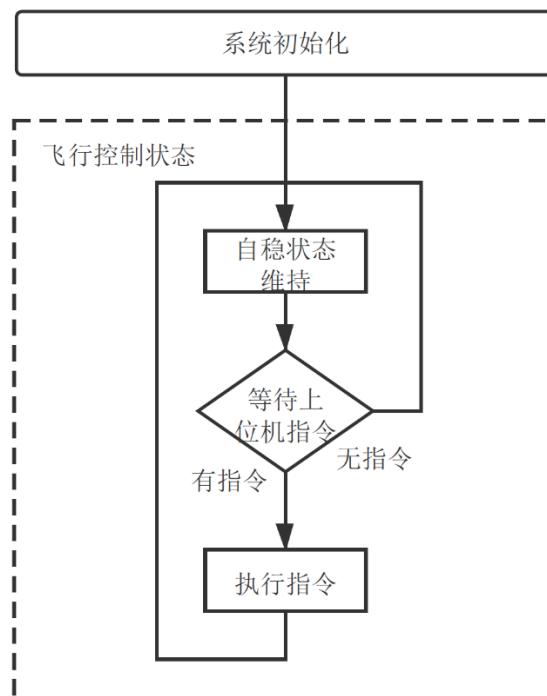 系统初始化
飞行控制状态
自稳状态
维持
等待上
位机指令
无指令
有指令
执行指令